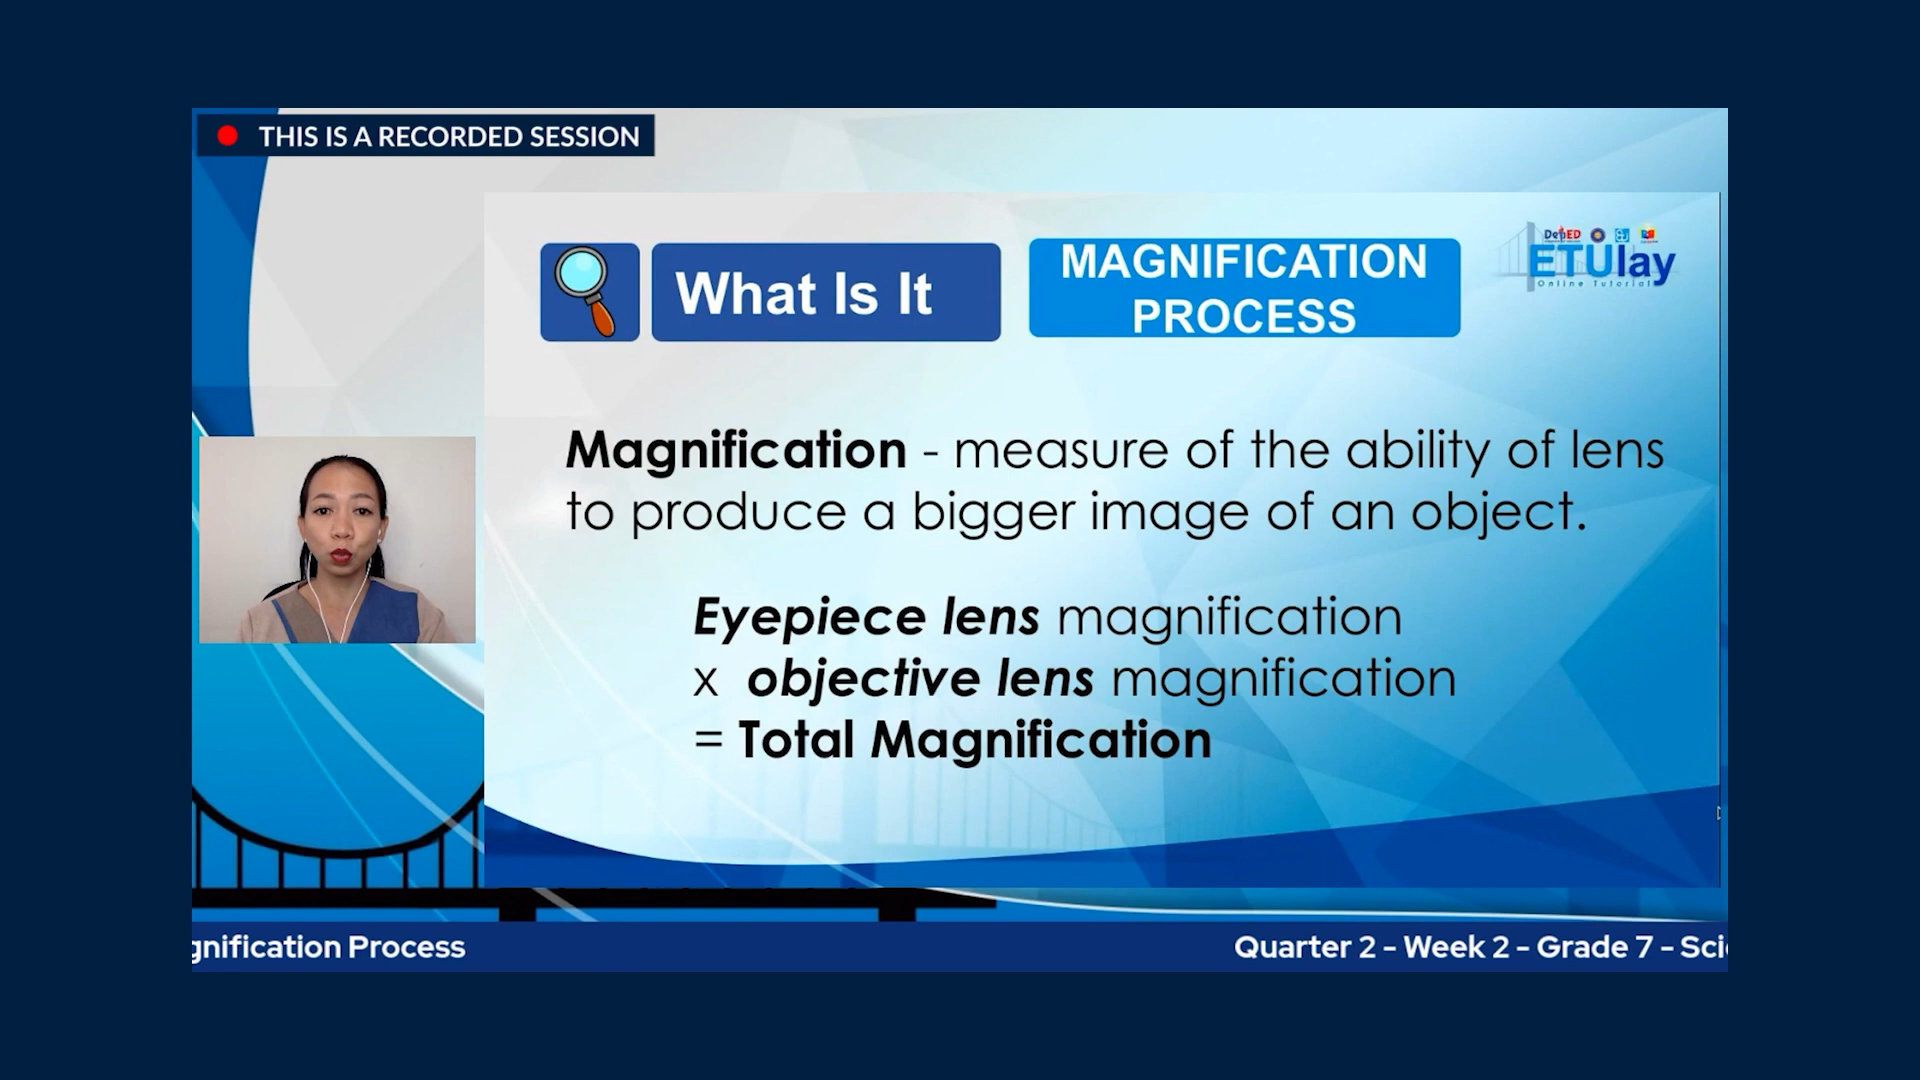 THIS IS A RECORDED SESSION
What Is It
MAGNIFICATION
PROCESS
DepED
ETUlay
Online Tutorial
Magnification - measure of the ability of lens
to produce a bigger image of an object.
Eyepiece lens magnification
x objective lens magnification
= Total Magnification
gnification Process
Quarter 2 - Week 2 - Grade 7 - Sci